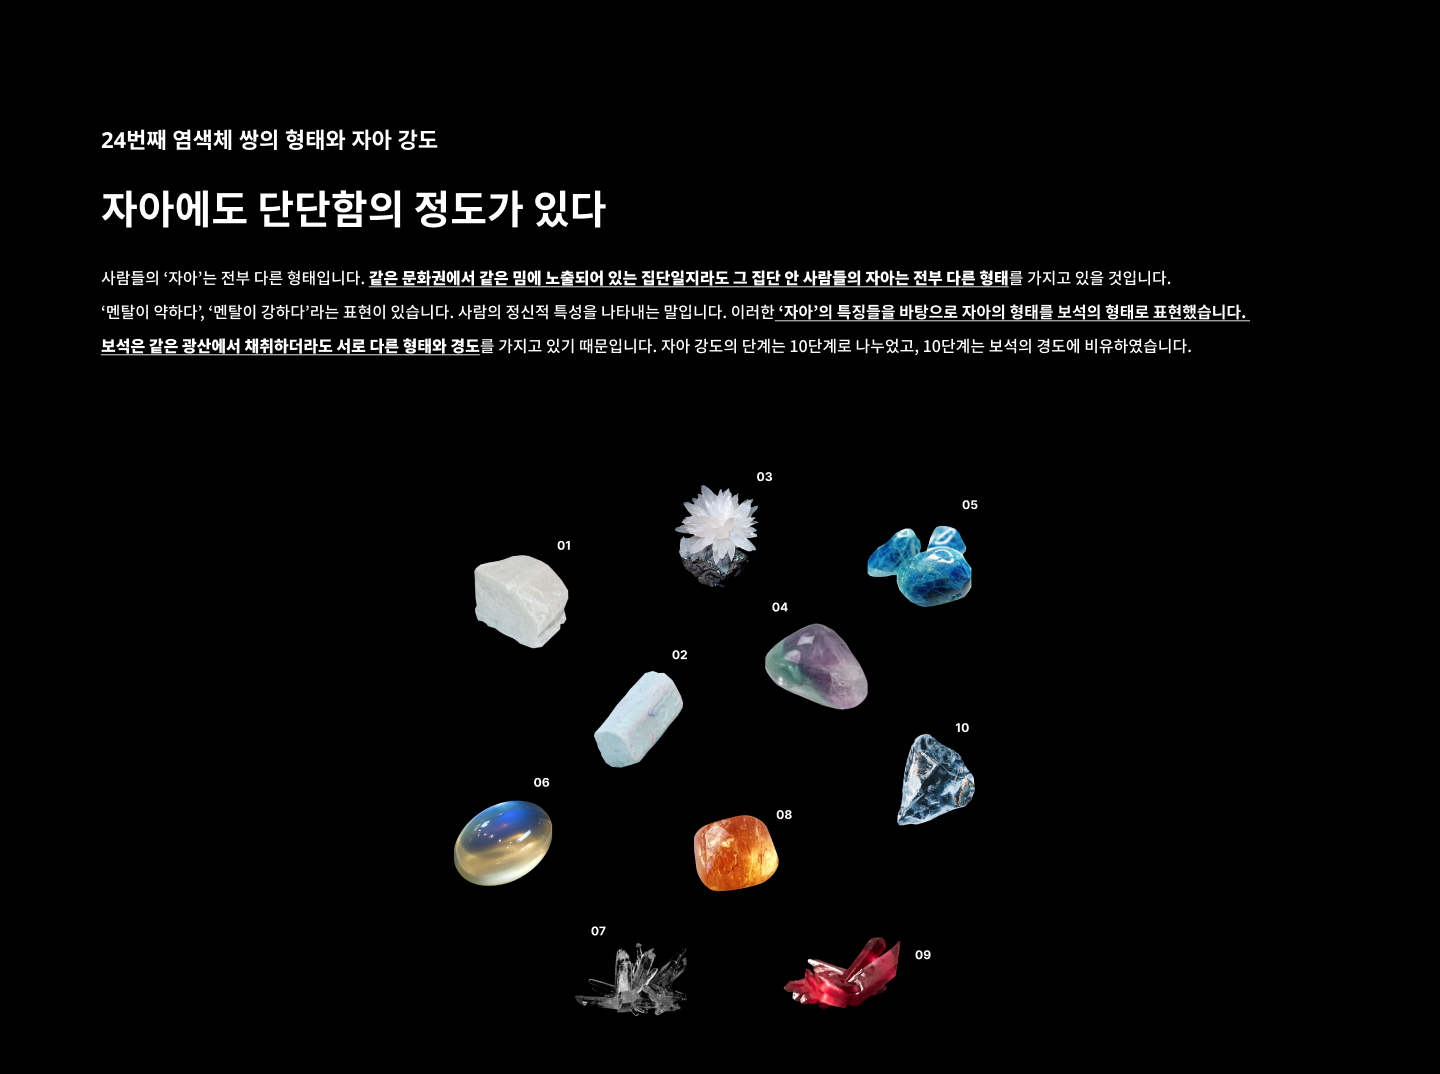 24번째 염색체 쌍의 형태와 자아 강도
자아에도 단단함의 정도가 있다
사람들의 ‘자아’는 전부 다른 형태입니다. 같은 문화권에서 같은 밈에 노출되어 있는 집단일지라도 그 집단 안 사람들의 자아는 전부 다른 형태를 가지고 있을 것입니다.
‘멘탈이 약하다’, ‘멘탈이 강하다’라는 표현이 있습니다. 사람의 정신적 특성을 나타내는 말입니다. 이러한 ‘자아’의 특징들을 바탕으로 자아의 형태를 보석의 형태로 표현했습니다.
보석은 같은 광산에서 채취하더라도 서로 다른 형태와 경도를 가지고 있기 때문입니다. 자아 강도의 단계는 10단계로 나누었고, 10단계는 보석의 경도에 비유하였습니다.
03
05
01
04
02
10
06
08
07
09